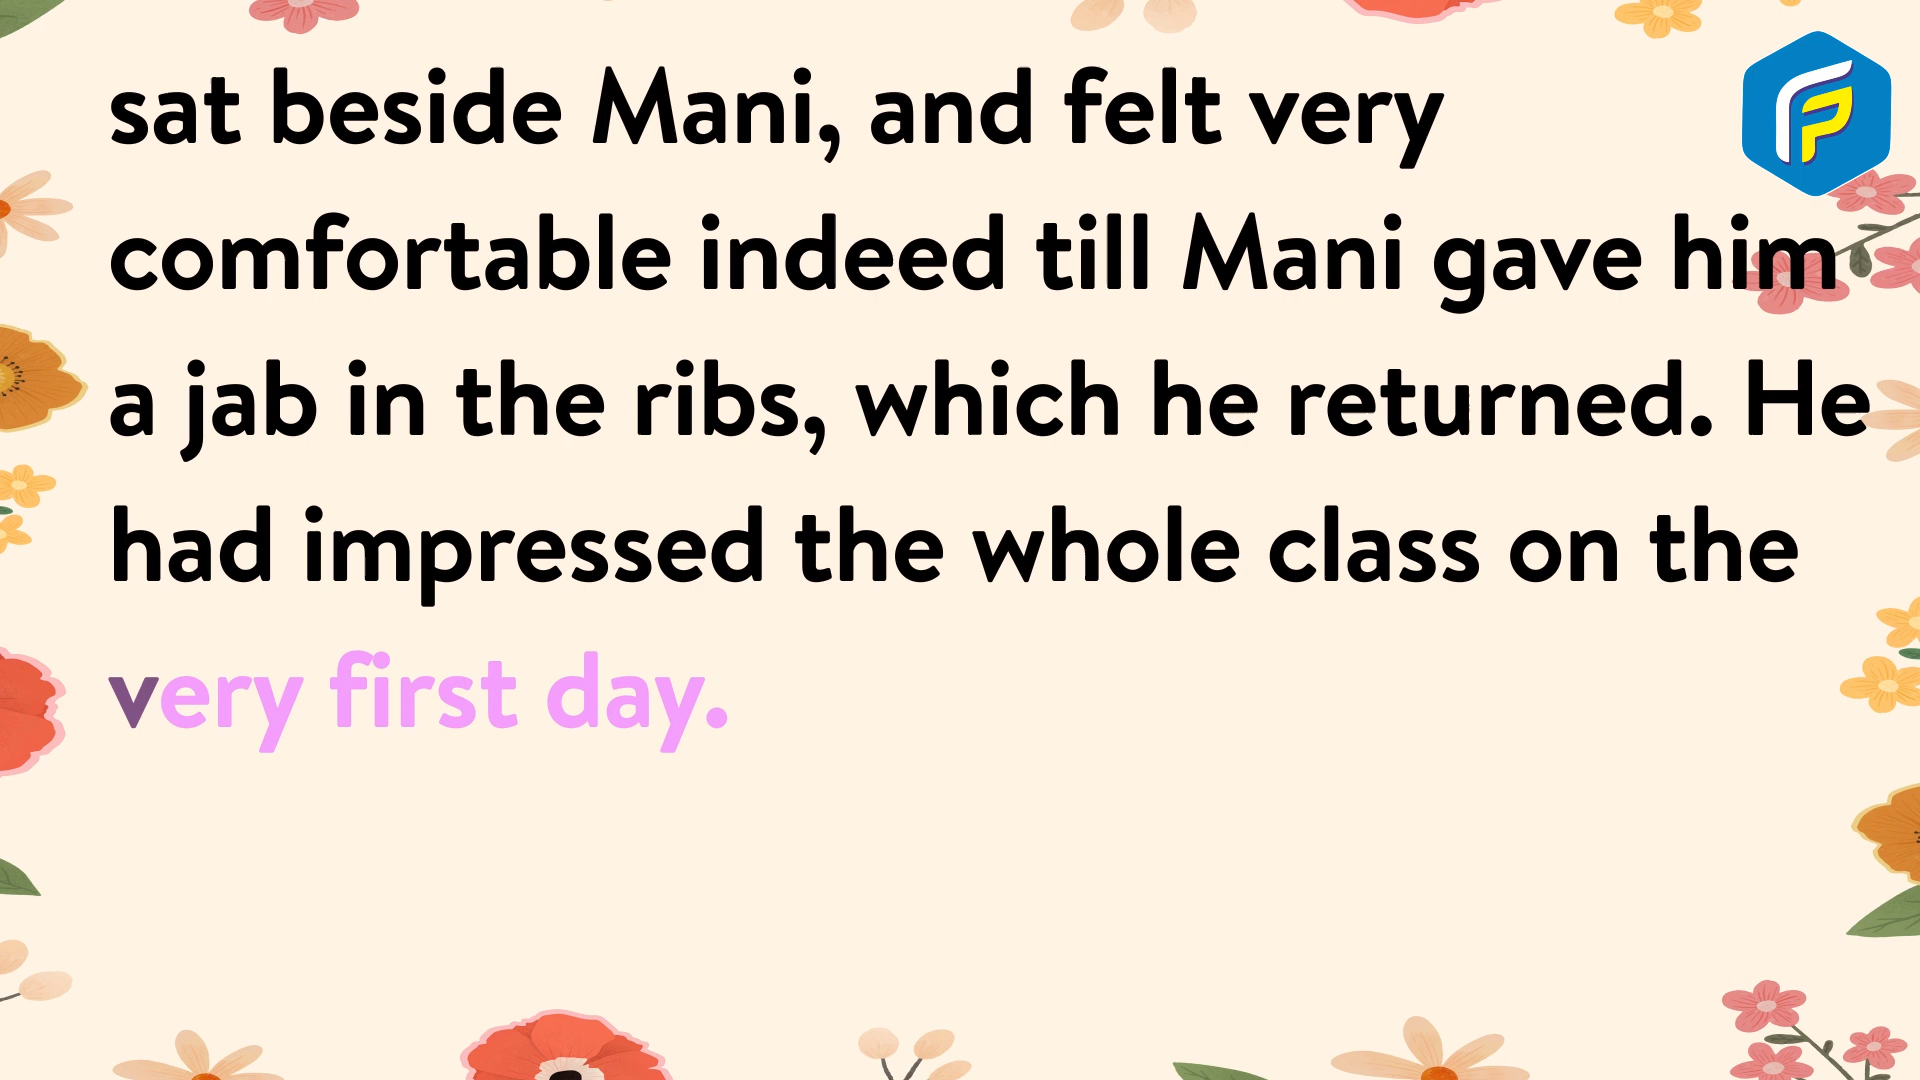 sat beside Mani, and felt very
comfortable indeed till Mani gave him
a jab in the ribs, which he returned. He
had impressed the whole class on the
very first day.